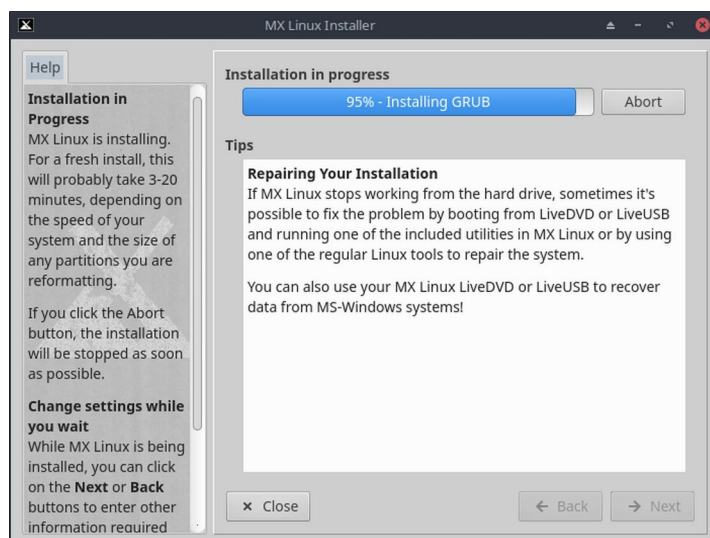 MX Linux Installer
Help
Installation in
Progress
MX Linux is installing.
For a fresh install, this
will probably take 3-20
minutes, depending on
the speed of your
system and the size of
any partitions you are
reformatting.
If you click the Abort
button, the installation
will be stopped as soon
as possible.
Change settings while
you wait
While MX Linux is being
installed, you can click
on the Next or Back
buttons to enter other
information required
Installation in progress
95% - Installing GRUB
Abort
Tips
Repairing Your Installation
If MX Linux stops working from the hard drive, sometimes it's
possible to fix the problem by booting from LiveDVD or LiveUSB
and running one of the included utilities in MX Linux or by using
one of the regular Linux tools to repair the system.
You can also use your MX Linux LiveDVD or LiveUSB to recover
data from MS-Windows systems!
Close
Back
Next